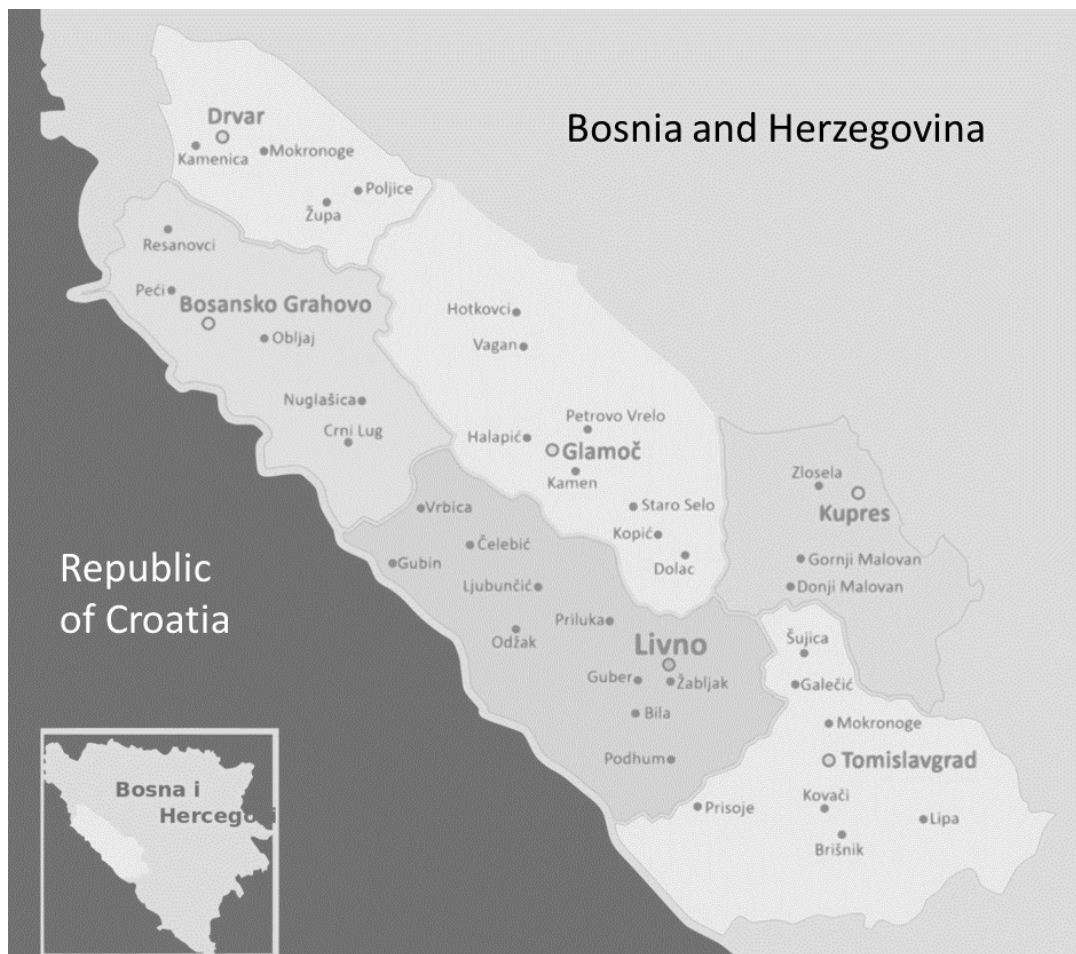 Bosnia and Herzegovina
Drvar
Kamenica
Mokronoge
Poljice
Župa
Resanovci
Peći
Bosansko Grahovo
Obljaj
Nuglašica
Crni Lug
Hotkovci
Vagan
Petrovo Vrelo
Halapić
Glamoč
Kamen
Staro Selo
Kopić
Dolac
Zlosela
Kupres
Gornji Malovan
Donji Malovan
Vrbica
Čelebić
Gubin
Ljubunčić
Priluka
Odžak
Livno
Guber
Žabljak
Bila
Podhum
Šujica
Galečić
Mokronoge
Tomislavgrad
Prisoje
Kovači
Lipa
Brišnik
Republic
of Croatia
Bosna i
Hercegovi